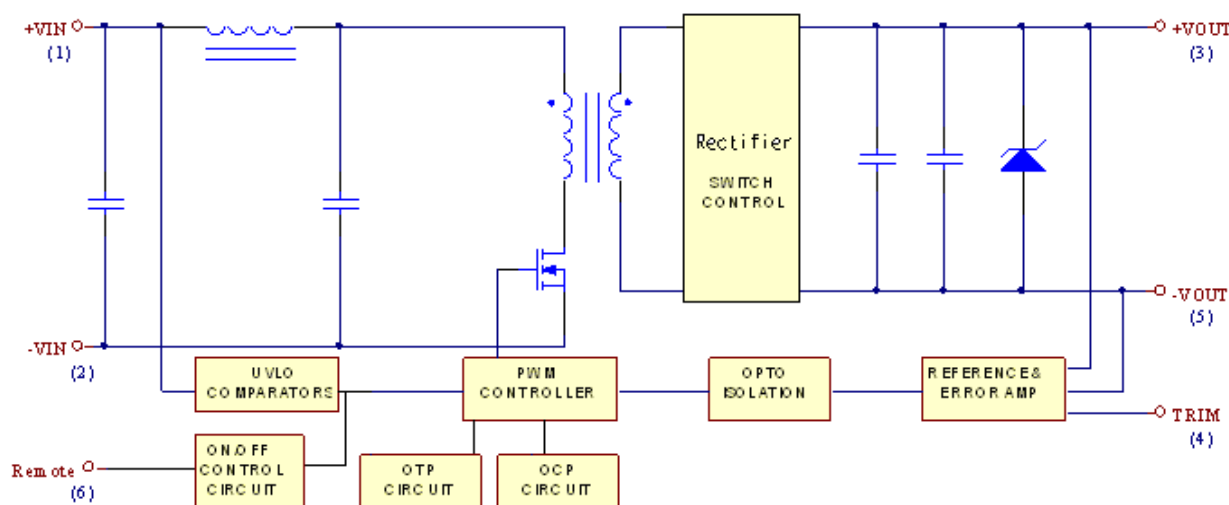 +VIN
(1)
+VOUT
(3)
Rectifier
SWITCH
CONTROL
-VIN
(2)
-VOUT
(5)
UVLO
COMPARATORS
PWM
CONTROLLER
OPTO
ISOLATION
REFERENCE&
ERROR AMP
TRIM
(4)
Remote
(6)
ON/OFF
CONTROL
CIRCUIT
OTP
CIRCUIT
OCP
CIRCUIT